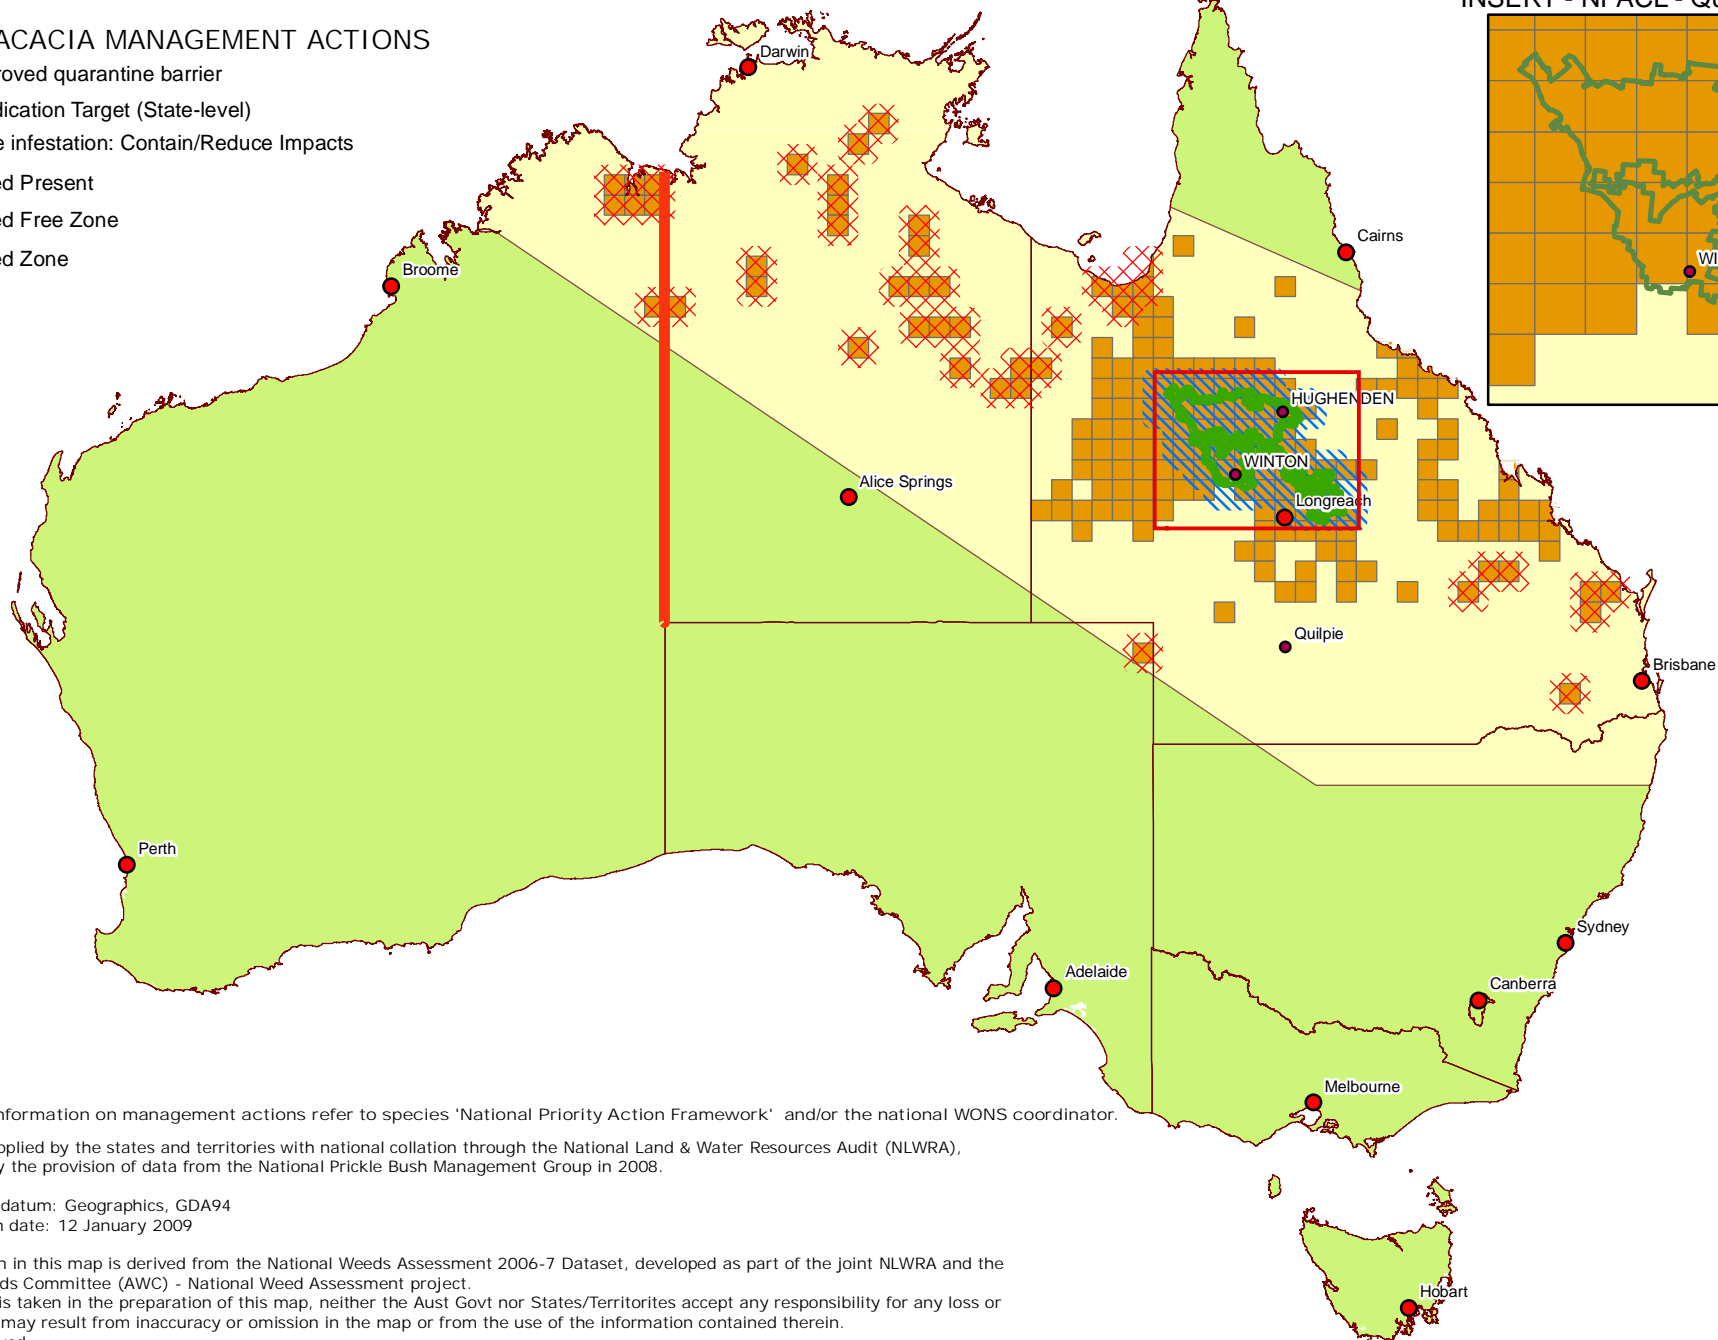 ACACIA MANAGEMENT ACTIONS
roved quarantine barrier
dication Target (State-level)
e infestation: Contain/Reduce Impacts
ed Present
ed Free Zone
ed Zone
INSERT - NPACL - Qu
WI
Darwin
Broome
Cairns
HUGHENDEN
WINTON
Longreach
Alice Springs
Quilpie
Brisbane
Perth
Sydney
Adelaide
Canberra
Melbourne
Hobart
nformation on management actions refer to species 'National Priority Action Framework' and/or the national WONS coordinator.
pplied by the states and territories with national collation through the National Land & Water Resources Audit (NLWRA),
y the provision of data from the National Prickle Bush Management Group in 2008.
datum: Geographics, GDA94
n date: 12 January 2009
n in this map is derived from the National Weeds Assessment 2006-7 Dataset, developed as part of the joint NLWRA and the
ds Committee (AWC) - National Weed Assessment project.
is taken in the preparation of this map, neither the Aust Govt nor States/Territorites accept any responsibility for any loss or
may result from inaccuracy or omission in the map or from the use of the information contained therein.